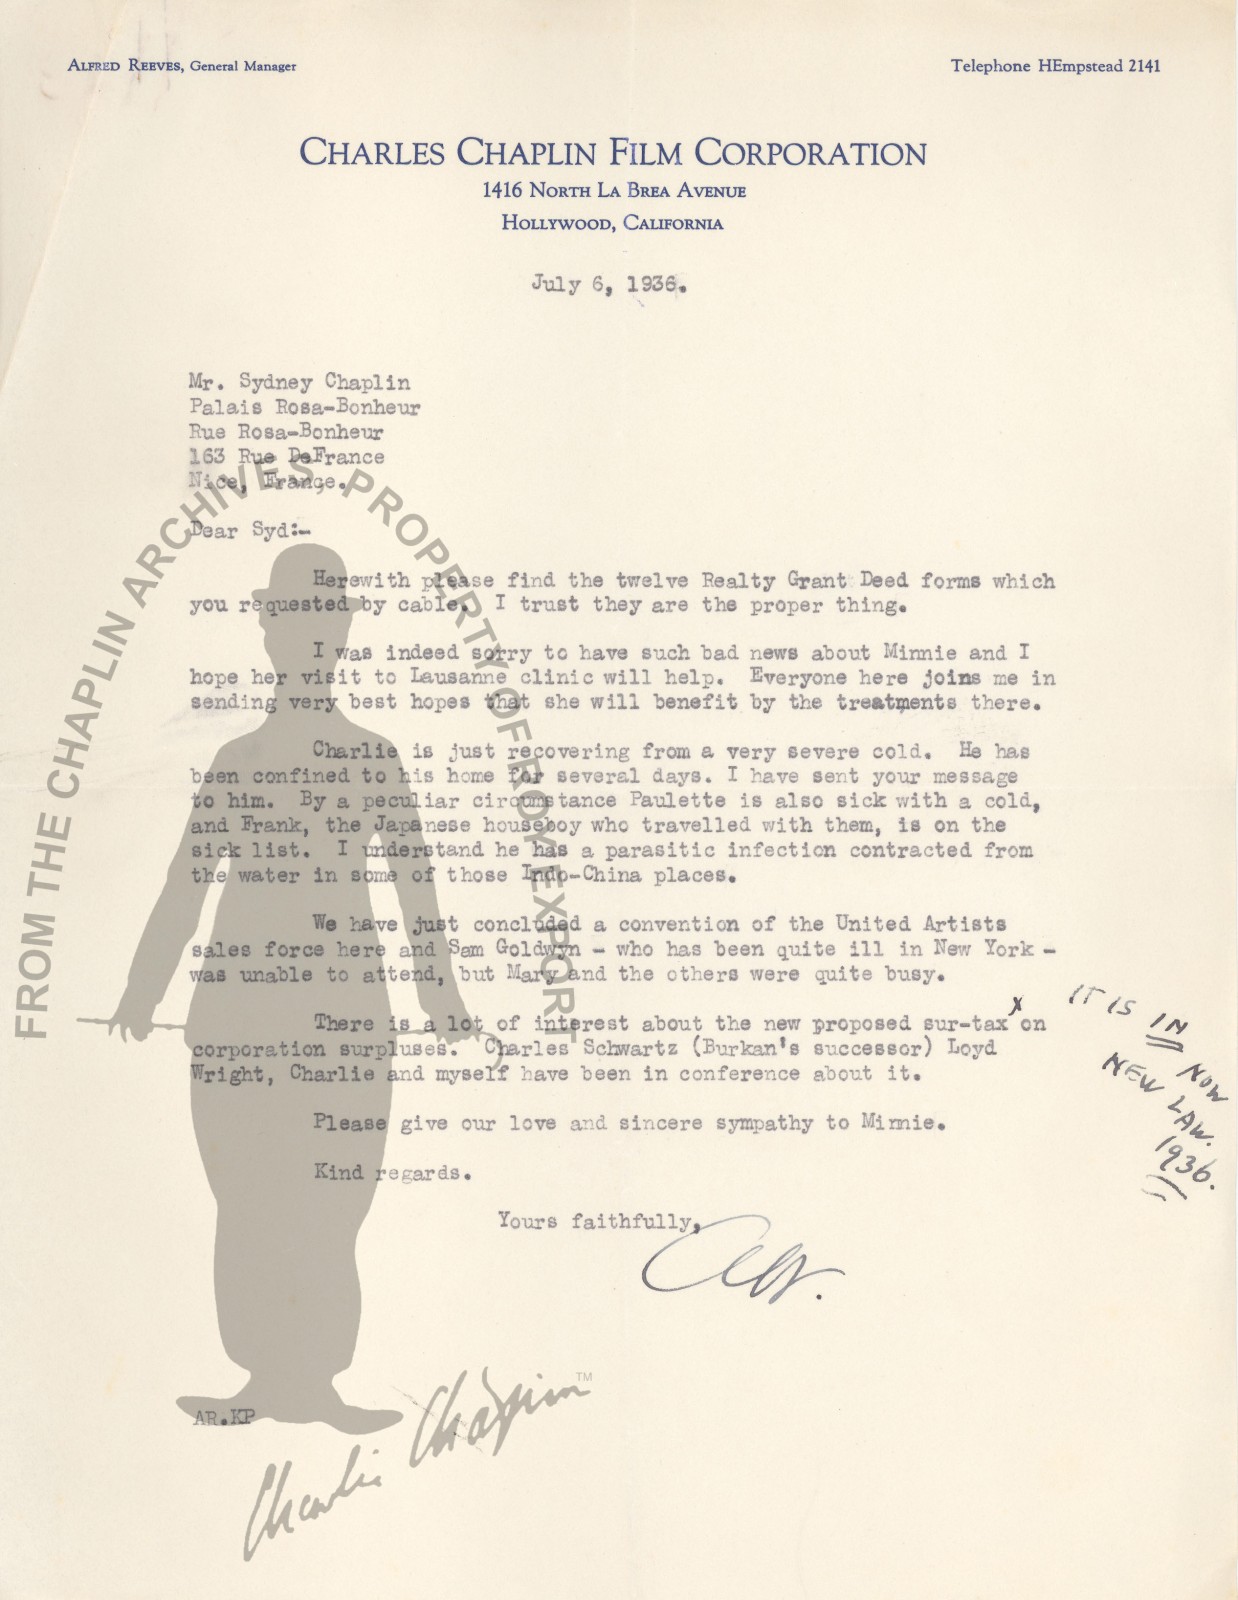 ALFRED REEVES, General Manager
Telephone HEmpstead 2141
CHARLES CHAPLIN FILM CORPORATION
1416 NORTH LA BREA AVENUE
HOLLYWOOD, CALIFORNIA
July 6, 1936.
Mr. Sydney Chaplin
Palais Rosa-Bonheur
Rue Rosa-Bonheur
163 Rue DeFrance
Nice, France.
Dear Syd:-
Herewith please find the twelve Realty Grant Deed forms which
you requested by cable. I trust they are the proper thing.
I was indeed sorry to have such bad news about Minnie and I
hope her visit to Lausanne clinic will help. Everyone here joins me in
sending very best hopes that she will benefit by the treatments there.
Charlie is just recovering from a very severe cold. He has
been confined to his home for several days. I have sent your message
to him. By a peculiar circumstance Paulette is also sick with a cold,
and Frank, the Japanese houseboy who travelled with them, is on the
sick list. I understand he has a parasitic infection contracted from
the water in some of those Indo-China places.
We have just concluded a convention of the United Artists
sales force here and Sam Goldwyn - who has been quite ill in New York -
was unable to attend, but Mary and the others were quite busy.
There is a lot of interest about the new proposed sur-tax x on
corporation surpluses. Charles Schwartz (Burkan's successor) Loyd
Wright, Charlie and myself have been in conference about it.
IT IS IN
NOW
NEW LAW.
1936.
Please give our love and sincere sympathy to Minnie.
Kind regards.
Yours faithfully,
AR.KP
Charlie Chaplin TM
FROM THE CHAPLIN ARCHIVES PROPERTY OF ROY EXPORT